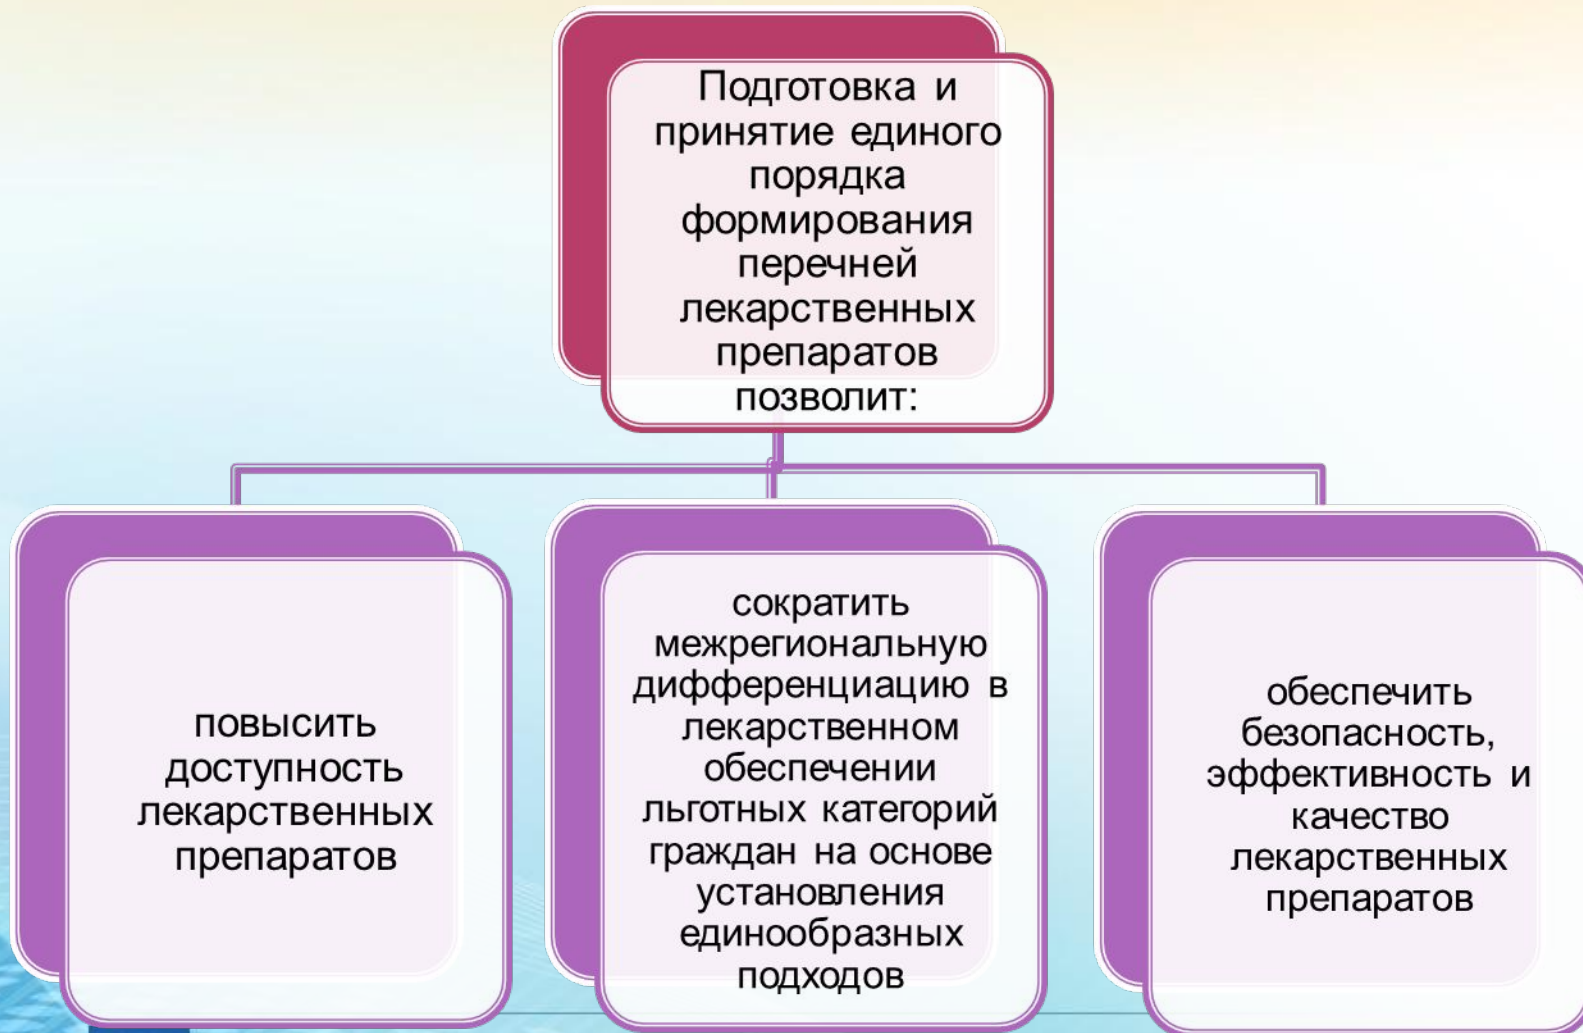 Подготовка и
принятие единого
порядка
формирования
перечней
лекарственных
препаратов
позволит:
повысить
доступность
лекарственных
препаратов
сократить
межрегиональную
дифференциацию в
лекарственном
обеспечении
льготных категорий
граждан на основе
установления
единообразных
подходов
обеспечить
безопасность,
эффективность и
качество
лекарственных
препаратов